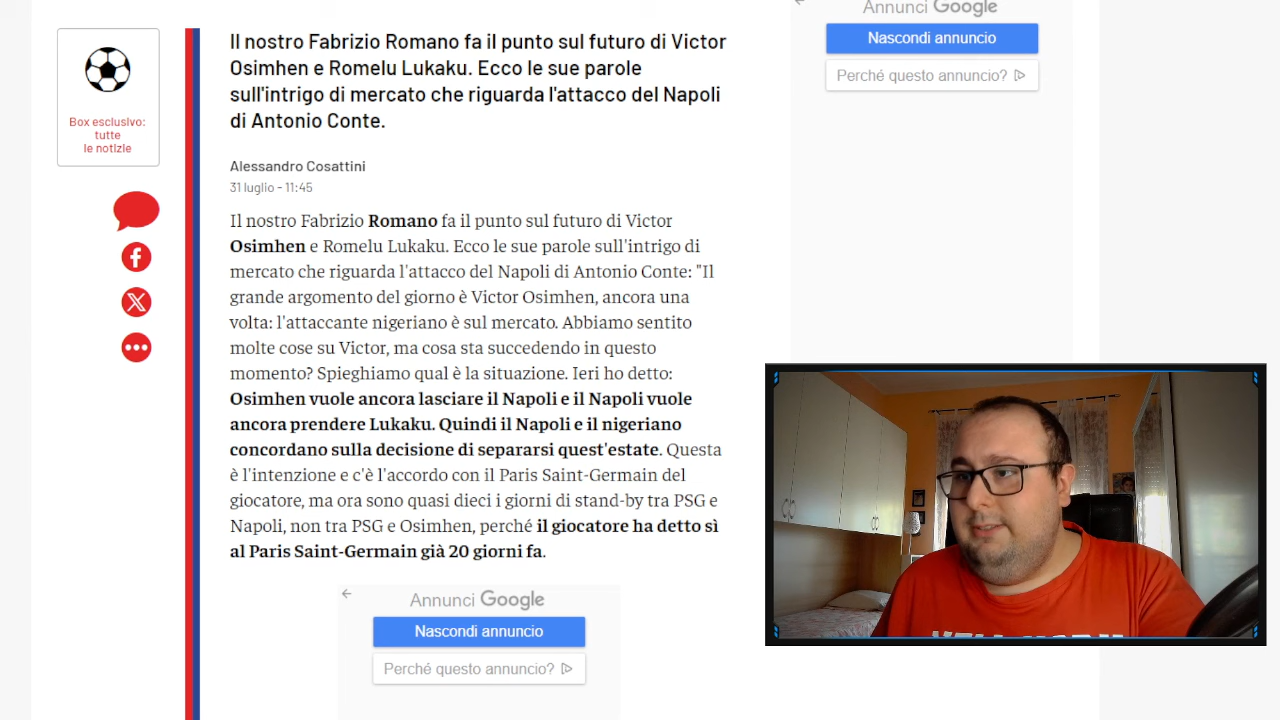 Il nostro Fabrizio Romano fa il punto sul futuro di Victor
Osimhen e Romelu Lukaku. Ecco le sue parole
sull'intrigo di mercato che riguarda l'attacco del Napoli
di Antonio Conte.
Box esclusivo:
tutte
le notizie
Alessandro Cosattini
31 luglio - 11:45
Il nostro Fabrizio Romano fa il punto sul futuro di Victor
Osimhen e Romelu Lukaku. Ecco le sue parole sull'intrigo di
mercato che riguarda l'attacco del Napoli di Antonio Conte: "Il
grande argomento del giorno è Victor Osimhen, ancora una
volta: l'attaccante nigeriano è sul mercato. Abbiamo sentito
molte cose su Victor, ma cosa sta succedendo in questo
momento? Spieghiamo qual è la situazione. Ieri ho detto:
Osimhen vuole ancora lasciare il Napoli e il Napoli vuole
ancora prendere Lukaku. Quindi il Napoli e il nigeriano
concordano sulla decisione di separarsi quest'estate. Questa
è l'intenzione e c'è l'accordo con il Paris Saint-Germain del
giocatore, ma ora sono quasi dieci i giorni di stand-by tra PSG e
Napoli, non tra PSG e Osimhen, perché il giocatore ha detto sì
al Paris Saint-Germain già 20 giorni fa.
Annunci Google
Nascondi annuncio
Perché questo annuncio?
Annunci Google
Nascondi annuncio
Perché questo annuncio?